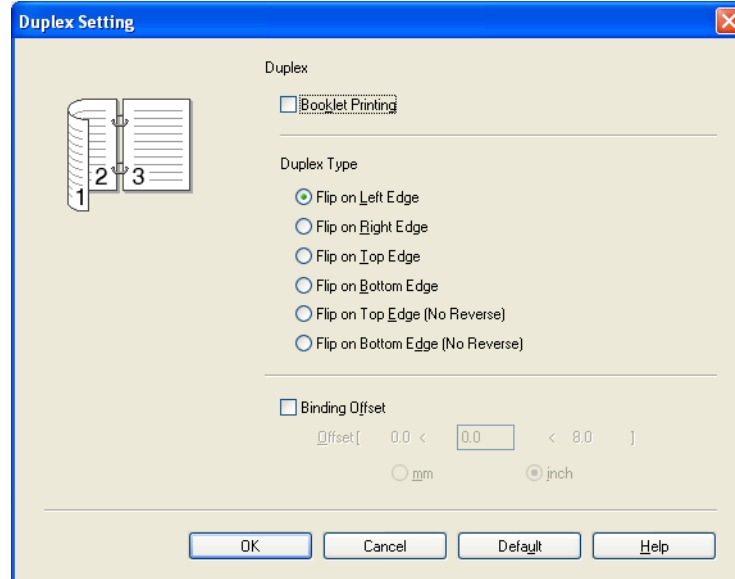 Duplex Setting
Duplex
Booklet Printing
1 2 3
Duplex Type
Flip on Left Edge
Flip on Right Edge
Flip on Top Edge
Flip on Bottom Edge
Flip on Top Edge (No Reverse)
Flip on Bottom Edge (No Reverse)
Binding Offset
Offset [ 0.0 < 0.0 < 8.0 ]
mm inch
OK Cancel Default Help